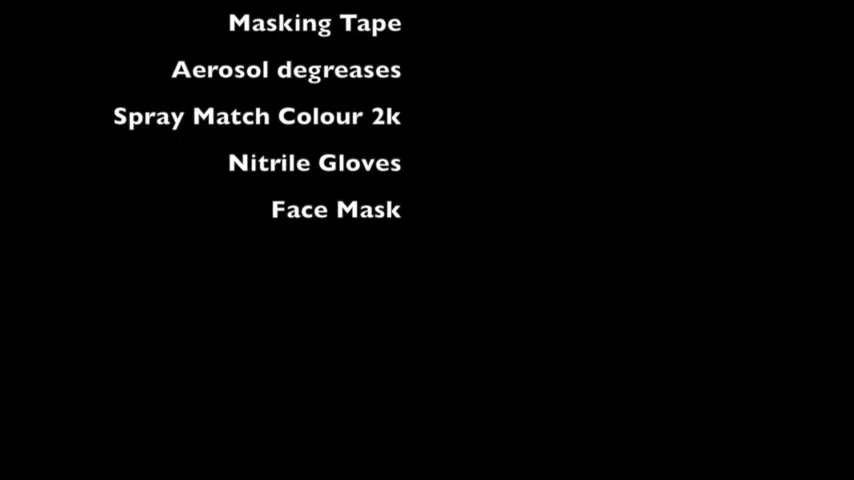 Masking Tape
Aerosol degreases
Spray Match Colour 2k
Nitrile Gloves
Face Mask